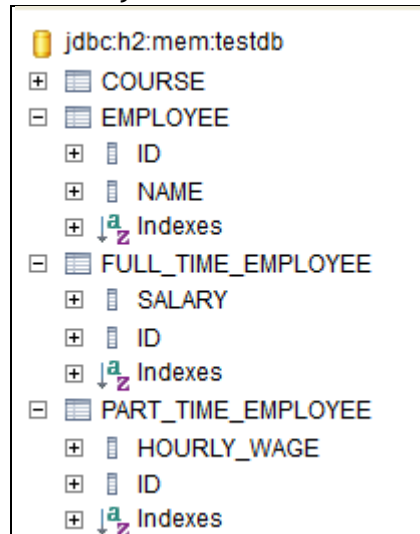 jdbc:h2:mem:testdb
COURSE
EMPLOYEE
ID
NAME
Indexes
FULL_TIME_EMPLOYEE
SALARY
ID
Indexes
PART_TIME_EMPLOYEE
HOURLY_WAGE
ID
Indexes